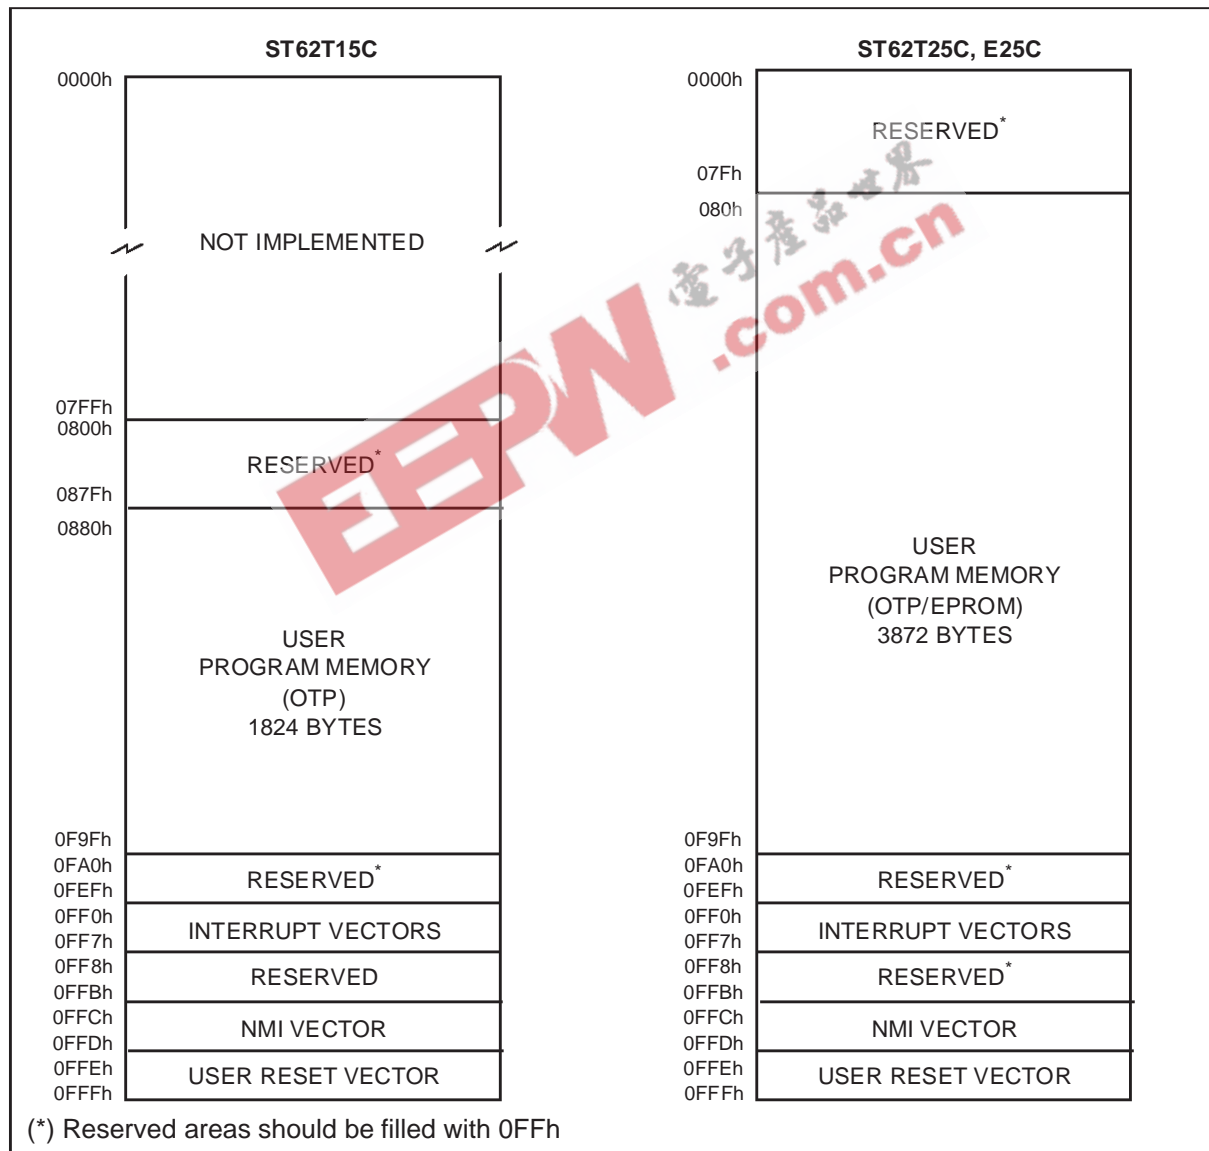 ST62T15C
0000h
NOT IMPLEMENTED
07FFh
0800h
RESERVED*
087Fh
0880h
USER
PROGRAM MEMORY
(OTP)
1824 BYTES
0F9Fh
0FA0h
RESERVED*
0FEFh
0FF0h
INTERRUPT VECTORS
0FF7h
0FF8h
RESERVED
0FFBh
0FFCh
NMI VECTOR
0FFDh
0FFEh
USER RESET VECTOR
0FFFh
ST62T25C, E25C
0000h
RESERVED*
07Fh
080h
USER
PROGRAM MEMORY
(OTP/EPROM)
3872 BYTES
0F9Fh
0FA0h
RESERVED*
0FEFh
0FF0h
INTERRUPT VECTORS
0FF7h
0FF8h
RESERVED*
0FFBh
0FFCh
NMI VECTOR
0FFDh
0FFEh
USER RESET VECTOR
0FFFh
(*) Reserved areas should be filled with 0FFh
EEPW
電子產品世界
.com.cn